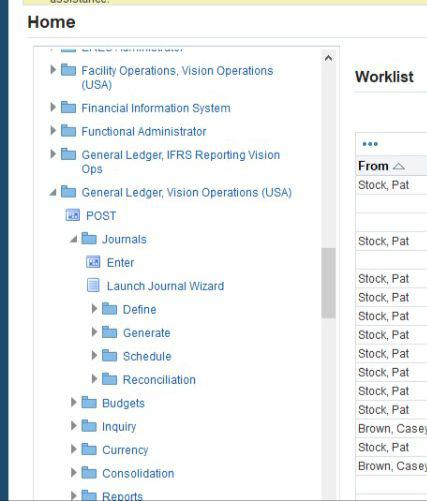 assistance.
Home
Facility Operations, Vision Operations
(USA)
Financial Information System
Functional Administrator
General Ledger, IFRS Reporting Vision
Ops
General Ledger, Vision Operations (USA)
POST
Journals
Enter
Launch Journal Wizard
Define
Generate
Schedule
Reconciliation
Budgets
Inquiry
Currency
Consolidation
Reports
Worklist
From
Stock, Pat
Stock, Pat
Stock, Pat
Stock, Pat
Stock, Pat
Stock, Pat
Stock, Pat
Stock, Pat
Stock, Pat
Stock, Pat
Brown, Casey
Stock, Pat
Brown, Casey